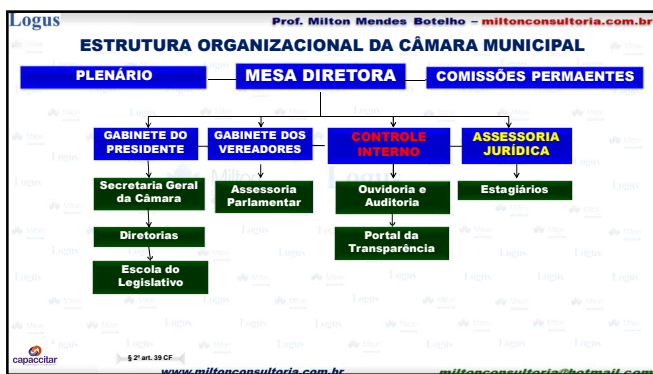 Logus
Prof. Milton Mendes Botelho – miltonconsultoria.com.br
ESTRUTURA ORGANIZACIONAL DA CÂMARA MUNICIPAL
PLENÁRIO
MESA DIRETORA
COMISSÕES PERMAENTES
GABINETE DO
PRESIDENTE
GABINETE DOS
VEREADORES
CONTROLE
INTERNO
ASSESSORIA
JURÍDICA
Secretaria Geral
da Câmara
Assessoria
Parlamentar
Ouvidoria e
Auditoria
Estagiários
Diretorias
Portal da
Transparência
Escola do
Legislativo
capaccitar
§ 2º art. 39 CF
www.miltonconsultoria.com.br
miltonconsultoria@hotmail.com